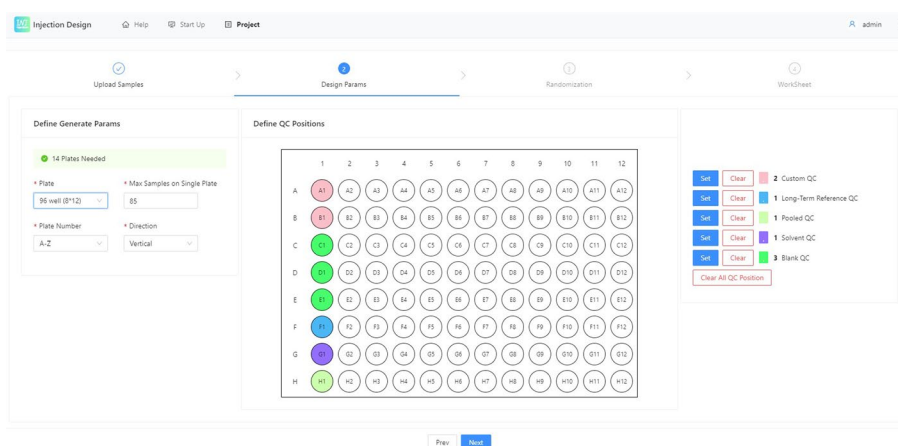 Injection Design Help Start Up Project admin
2
Upload Samples Design Params Randomization WorkSheet
Define Generate Params Define QC Positions
14 Plates Needed
* Plate * Max Samples on Single Plate
96 well (8*12) 85
* Plate Number * Direction
A-Z Vertical
1 2 3 4 5 6 7 8 9 10 11 12
A A1 A2 A3 A4 A5 A6 A7 A8 A9 A10 A11 A12
B B1 B2 B3 B4 B5 B6 B7 B8 B9 B10 B11 B12
C C1 C2 C3 C4 C5 C6 C7 C8 C9 C10 C11 C12
D D1 D2 D3 D4 D5 D6 D7 D8 D9 D10 D11 D12
E E1 E2 E3 E4 E5 E6 E7 E8 E9 E10 E11 E12
F F1 F2 F3 F4 F5 F6 F7 F8 F9 F10 F11 F12
G G1 G2 G3 G4 G5 G6 G7 G8 G9 G10 G11 G12
H H1 H2 H3 H4 H5 H6 H7 H8 H9 H10 H11 H12
Set Clear 2 Custom QC
Set Clear 1 Long-Term Reference QC
Set Clear 1 Pooled QC
Set Clear 1 Solvent QC
Set Clear 3 Blank QC
Clear All QC Position
Prev Next